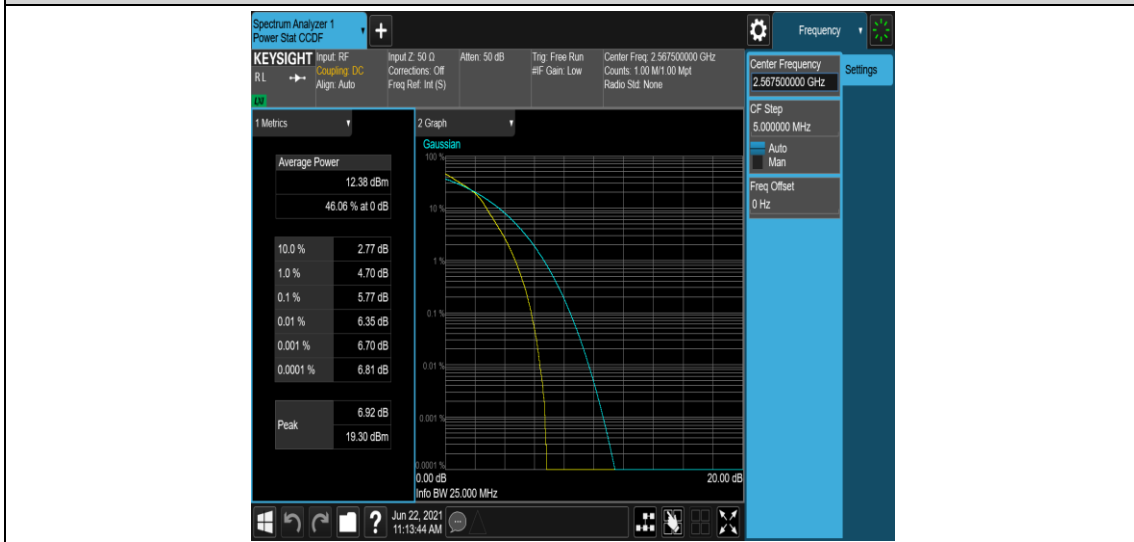 Spectrum Analyzer 1
Power Stat CCDF
+
Frequency
KEYSIGHT
RL
LXI
Input: RF
Coupling: DC
Align: Auto
Input Z: 50 Ω
Corrections: Off
Freq Ref: Int (S)
Atten: 50 dB
Trig: Free Run
#IF Gain: Low
Center Freq: 2.567500000 GHz
Counts: 1.00 M/1.00 Mpt
Radio Std: None
Center Frequency
2.567500000 GHz
Settings
CF Step
5.000000 MHz
Auto
Man
Freq Offset
0 Hz
1 Metrics
Average Power
12.38 dBm
46.06 % at 0 dB
10.0 % 2.77 dB
1.0 % 4.70 dB
0.1 % 5.77 dB
0.01 % 6.35 dB
0.001 % 6.70 dB
0.0001 % 6.81 dB
Peak
6.92 dB
19.30 dBm
2 Graph
Gaussian
100 %
10 %
1 %
0.1 %
0.01 %
0.001 %
0.0001 %
0.00 dB 20.00 dB
Info BW 25.000 MHz
?
Jun 22, 2021
11:13:44 AM